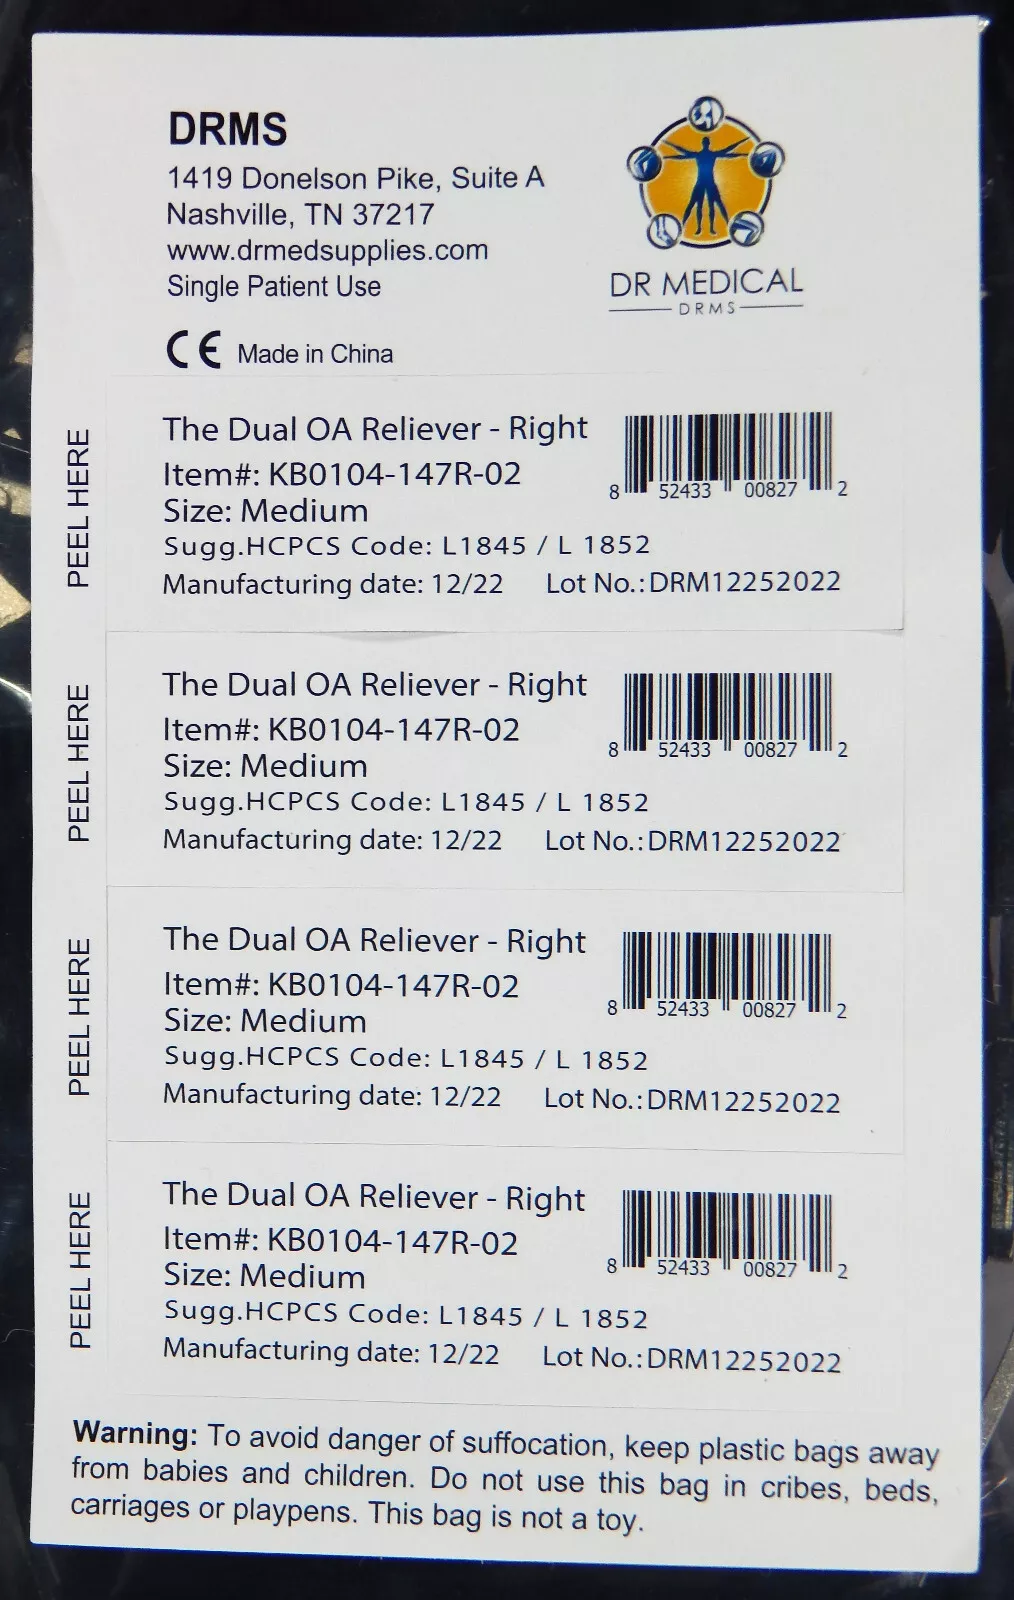 DRMS
1419 Donelson Pike, Suite A
Nashville, TN 37217
www.drmedsupplies.com
Single Patient Use
CE Made in China
DR MEDICAL
DRMS
PEEL HERE
The Dual OA Reliever - Right
Item#: KB0104-147R-02
Size: Medium
Sugg.HCPCS Code: L1845 / L 1852
Manufacturing date: 12/22 Lot No.: DRM12252022
8 52433 00827 2
PEEL HERE
The Dual OA Reliever - Right
Item#: KB0104-147R-02
Size: Medium
Sugg.HCPCS Code: L1845 / L 1852
Manufacturing date: 12/22 Lot No.: DRM12252022
8 52433 00827 2
PEEL HERE
The Dual OA Reliever - Right
Item#: KB0104-147R-02
Size: Medium
Sugg.HCPCS Code: L1845 / L 1852
Manufacturing date: 12/22 Lot No.: DRM12252022
8 52433 00827 2
PEEL HERE
The Dual OA Reliever - Right
Item#: KB0104-147R-02
Size: Medium
Sugg.HCPCS Code: L1845 / L 1852
Manufacturing date: 12/22 Lot No.: DRM12252022
8 52433 00827 2
Warning: To avoid danger of suffocation, keep plastic bags away
from babies and children. Do not use this bag in cribes, beds,
carriages or playpens. This bag is not a toy.